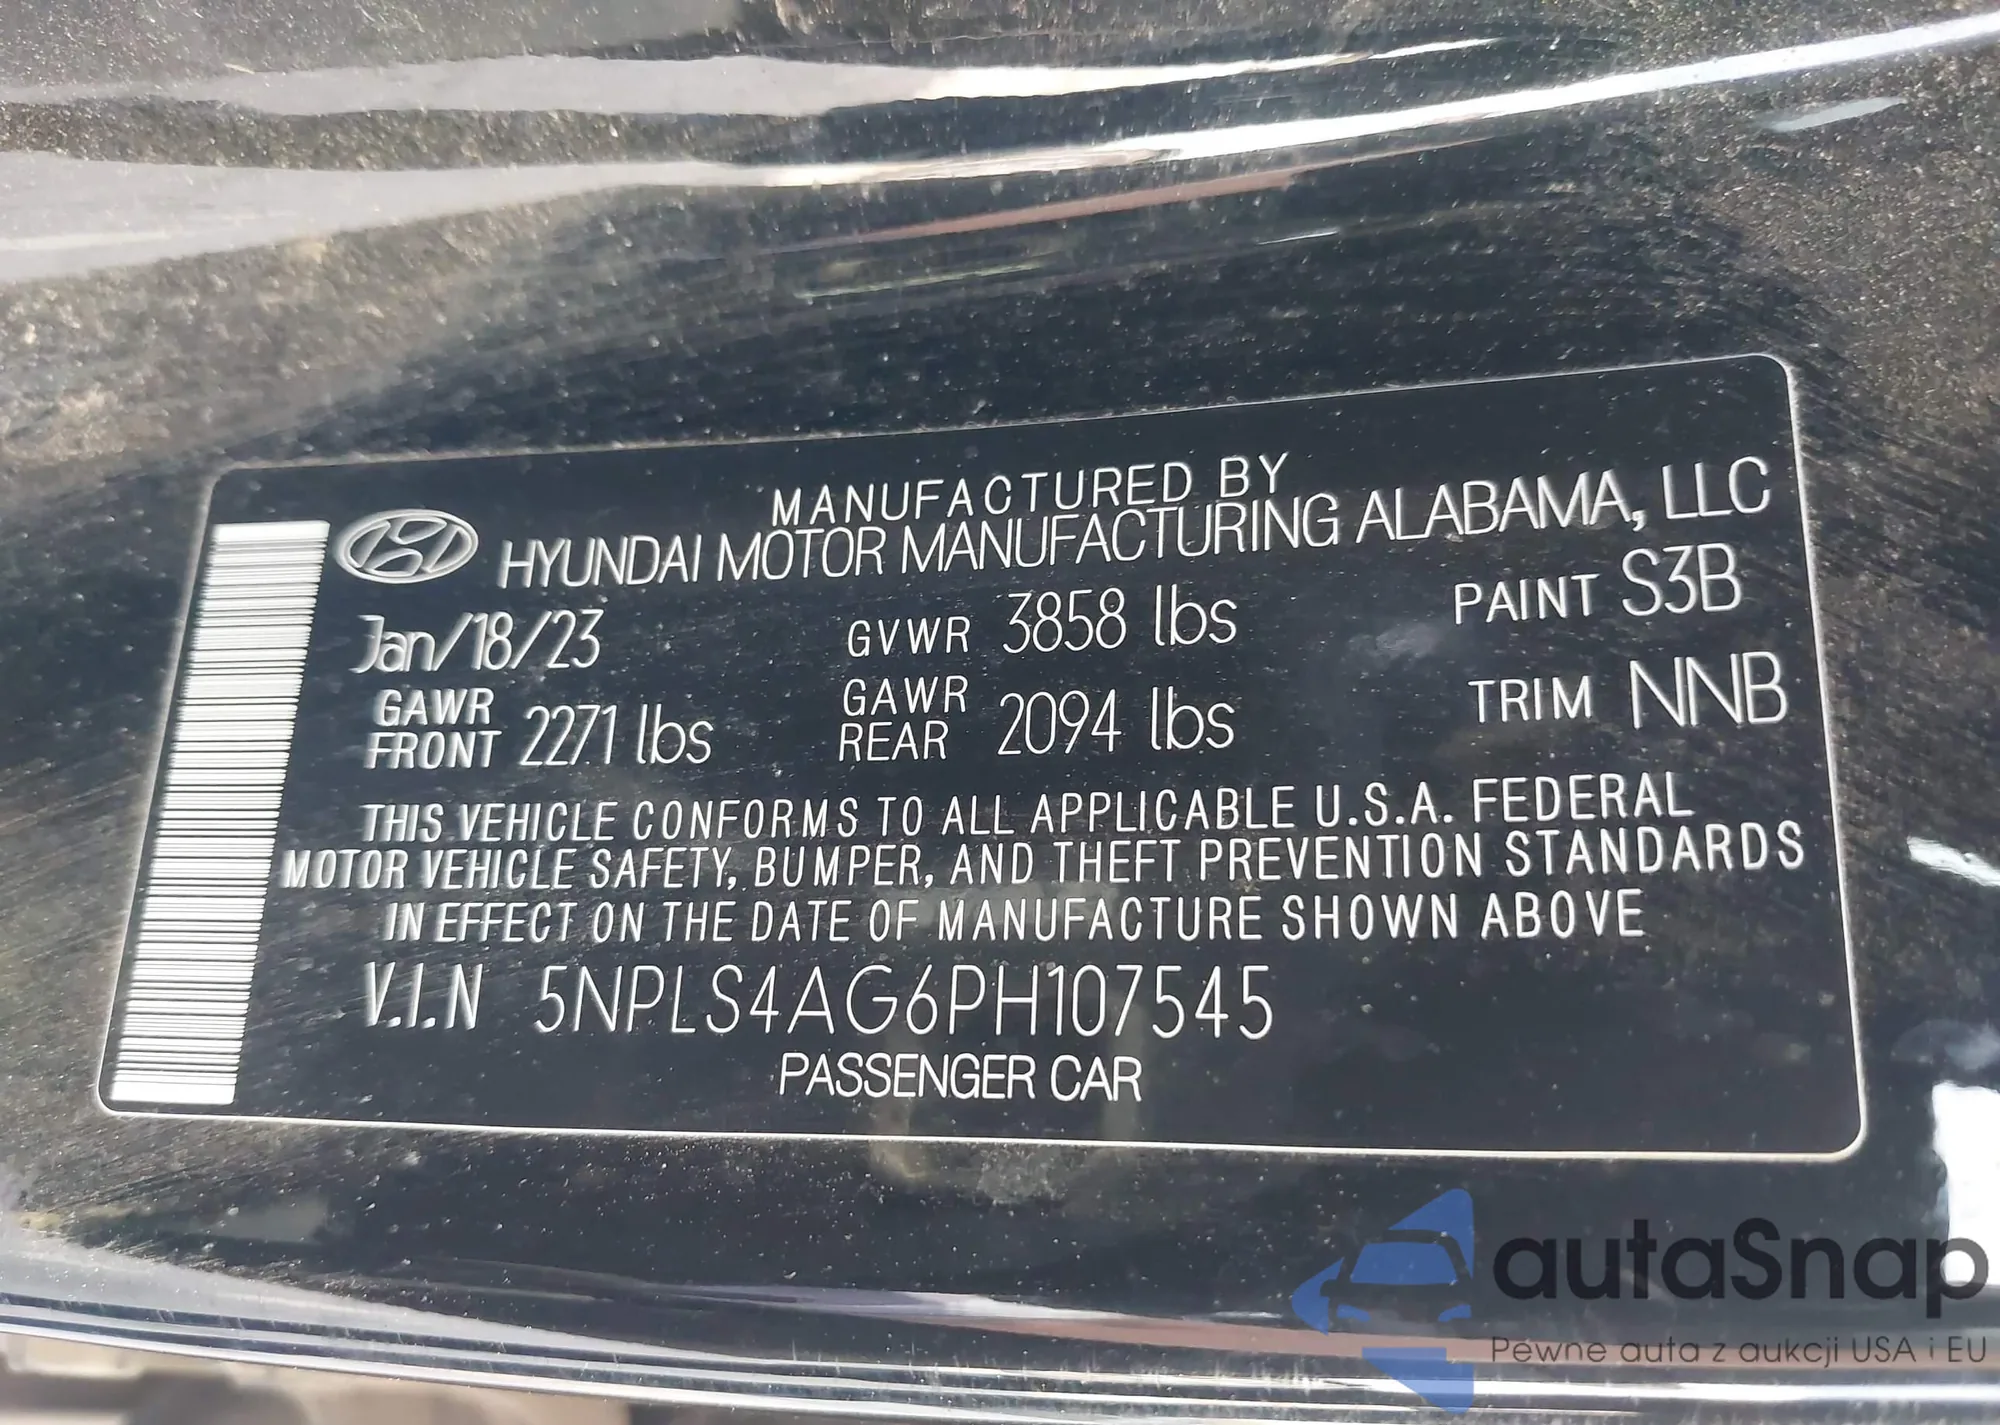 MANUFACTURED BY
HYUNDAI MOTOR MANUFACTURING ALABAMA, LLC
Jan/18/23 GVWR 3858 lbs PAINT S3B
GAWR FRONT 2271 lbs GAWR REAR 2094 lbs TRIM NNB
THIS VEHICLE CONFORMS TO ALL APPLICABLE U.S.A. FEDERAL
MOTOR VEHICLE SAFETY, BUMPER, AND THEFT PREVENTION STANDARDS
IN EFFECT ON THE DATE OF MANUFACTURE SHOWN ABOVE
V.I.N 5NPLS4AG6PH107545
PASSENGER CAR
autaSnap
Pewne auta z aukcji USA i EU